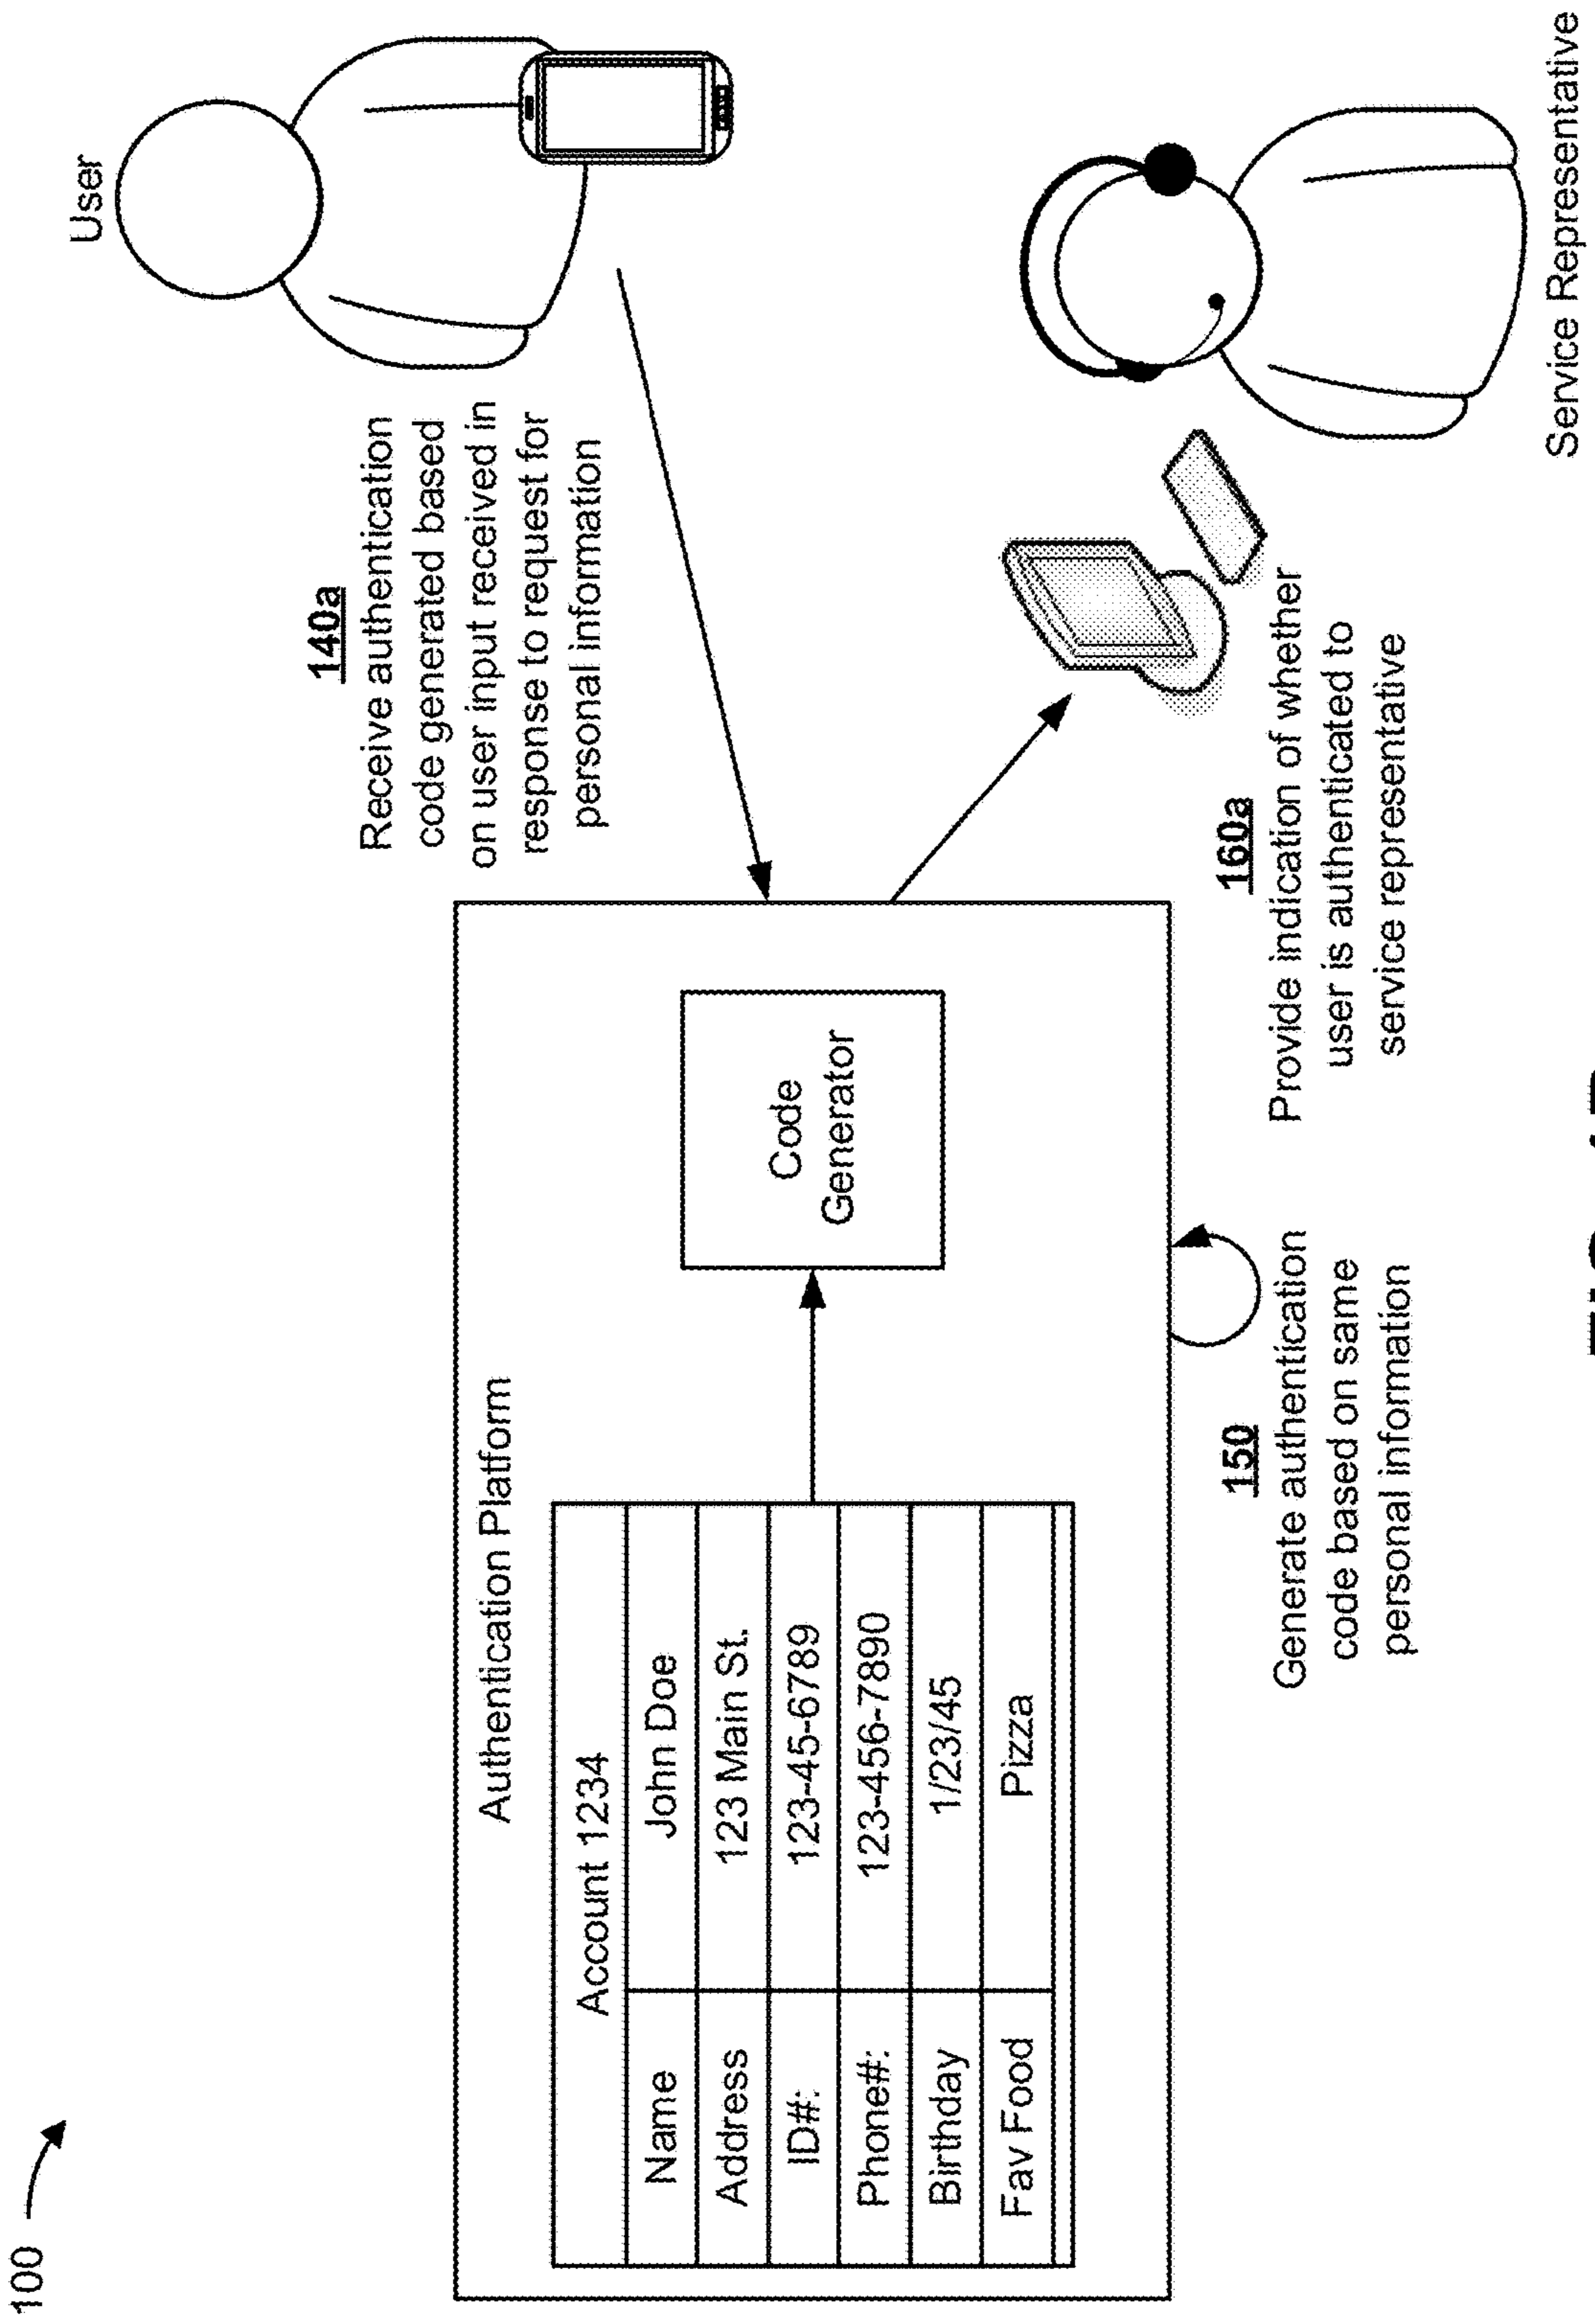 100
Authentication Platform
Account 1234
Name John Doe
Address 123 Main St.
ID#: 123-45-6789
Phone#: 123-456-7890
Birthday 1/23/45
Fav Food Pizza
Code
Generator
150
Generate authentication
code based on same
personal information
140a
Receive authentication
code generated based
on user input received in
response to request for
personal information
160a
Provide indication of whether
user is authenticated to
service representative
User
Service Representative